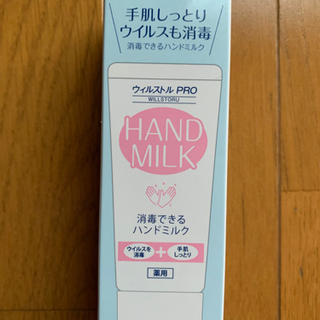 手肌しっとり
ウイルスも消毒
消毒できるハンドミルク
ウィルストル PRO
WILLSTORU
HAND
MILK
消毒できる
ハンドミルク
ウイルスを
消毒
+
手肌
しっとり
薬用